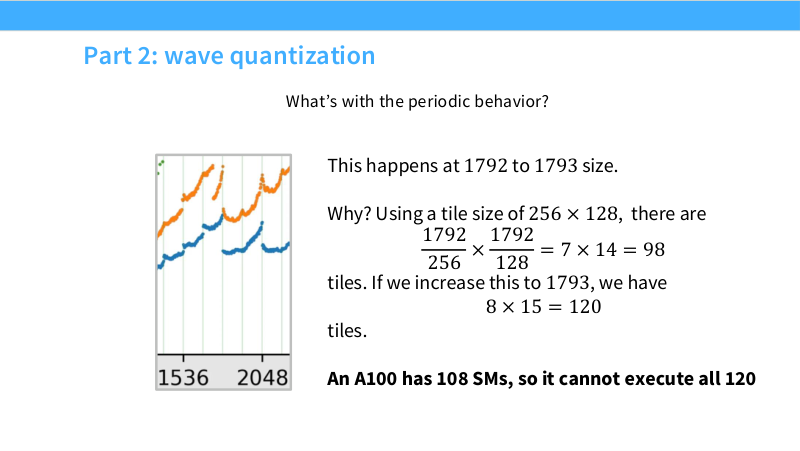 Part 2: wave quantization
What’s with the periodic behavior?
This happens at 1792 to 1793 size.
Why? Using a tile size of 256 × 128, there are
1792/256 × 1792/128 = 7 × 14 = 98
tiles. If we increase this to 1793, we have
8 × 15 = 120
tiles.
An A100 has 108 SMs, so it cannot execute all 120
1536 2048